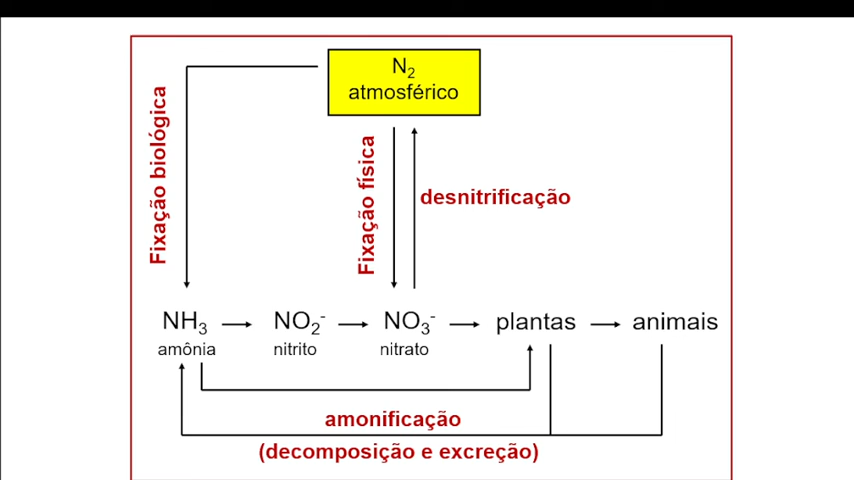 N₂
atmosférico
Fixação biológica
Fixação física
desnitrificação
NH₃ NO₂⁻ NO₃⁻ plantas animais
amônia nitrito nitrato
amonificação
(decomposição e excreção)